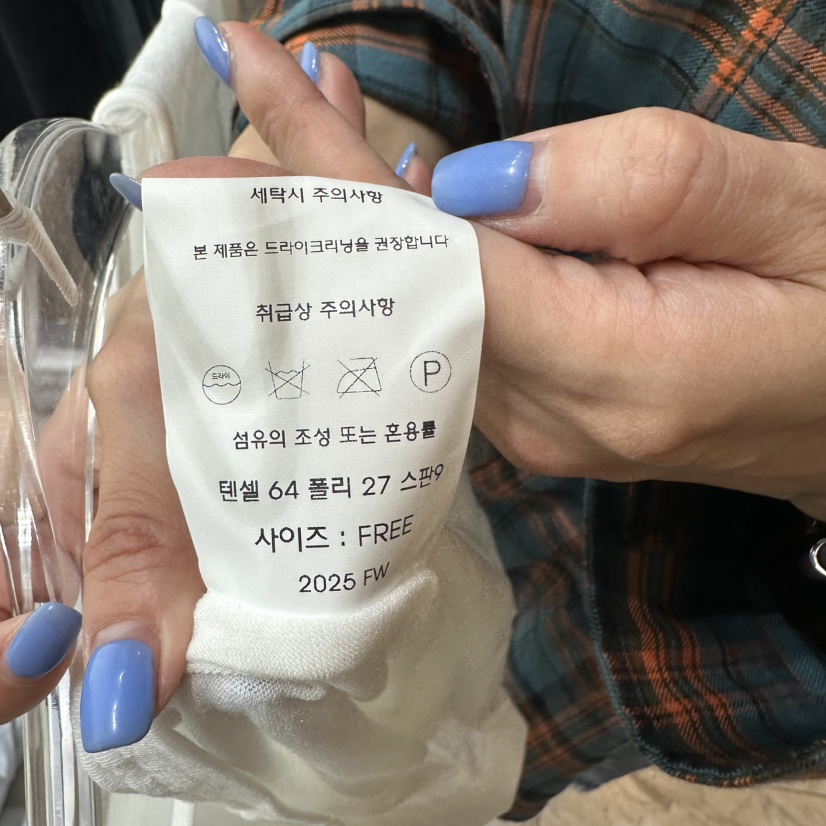 세탁시 주의사항
본 제품은 드라이크리닝을 권장합니다
취급상 주의사항
드라이 P
섬유의 조성 또는 혼용률
텐셀 64 폴리 27 스판9
사이즈 : FREE
2025 FW